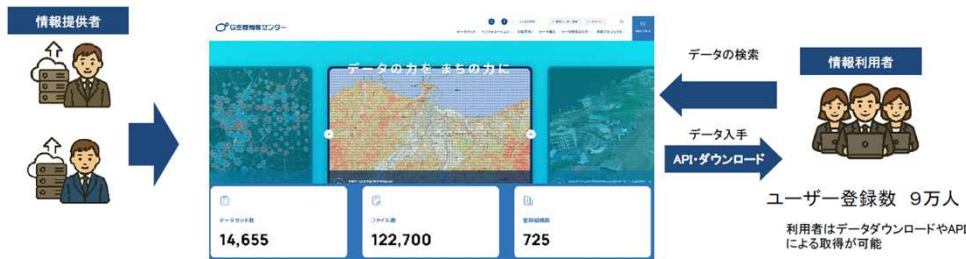 情報提供者
G空間情報センター
データの力を まちの力に
データセット数
14,655
ファイル数
122,700
登録組織数
725
データの検索
データ入手
API・ダウンロード
情報利用者
ユーザー登録数 9万人
利用者はデータダウンロードやAPI
による取得が可能